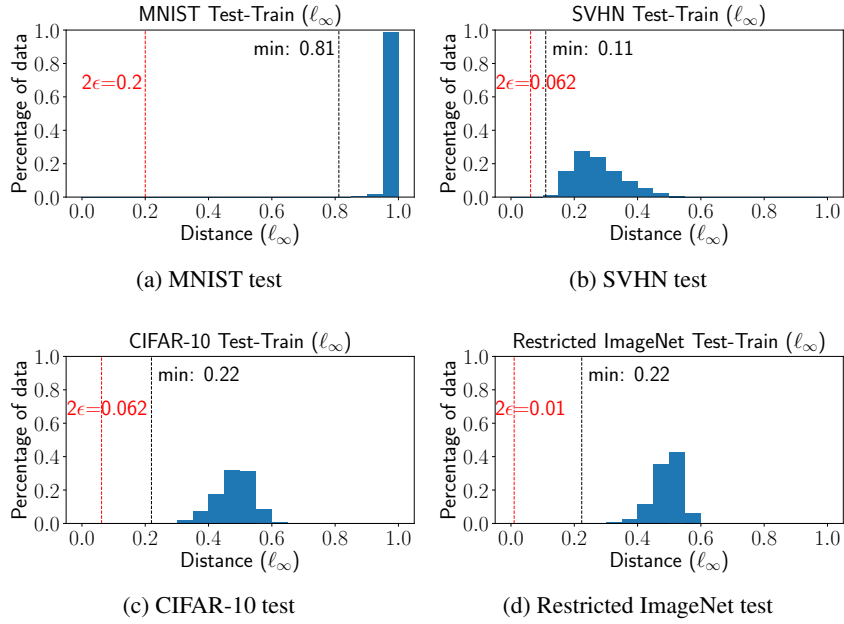 MNIST Test-Train (ℓ∞)
Percentage of data
1.0
0.8
0.6
0.4
0.2
0.0
2ϵ=0.2
min: 0.81
0.0 0.2 0.4 0.6 0.8 1.0
Distance (ℓ∞)
(a) MNIST test
SVHN Test-Train (ℓ∞)
Percentage of data
1.0
0.8
0.6
0.4
0.2
0.0
2ϵ=0.062
min: 0.11
0.0 0.2 0.4 0.6 0.8 1.0
Distance (ℓ∞)
(b) SVHN test
CIFAR-10 Test-Train (ℓ∞)
Percentage of data
1.0
0.8
0.6
0.4
0.2
0.0
2ϵ=0.062
min: 0.22
0.0 0.2 0.4 0.6 0.8 1.0
Distance (ℓ∞)
(c) CIFAR-10 test
Restricted ImageNet Test-Train (ℓ∞)
Percentage of data
1.0
0.8
0.6
0.4
0.2
0.0
2ϵ=0.01
min: 0.22
0.0 0.2 0.4 0.6 0.8 1.0
Distance (ℓ∞)
(d) Restricted ImageNet test